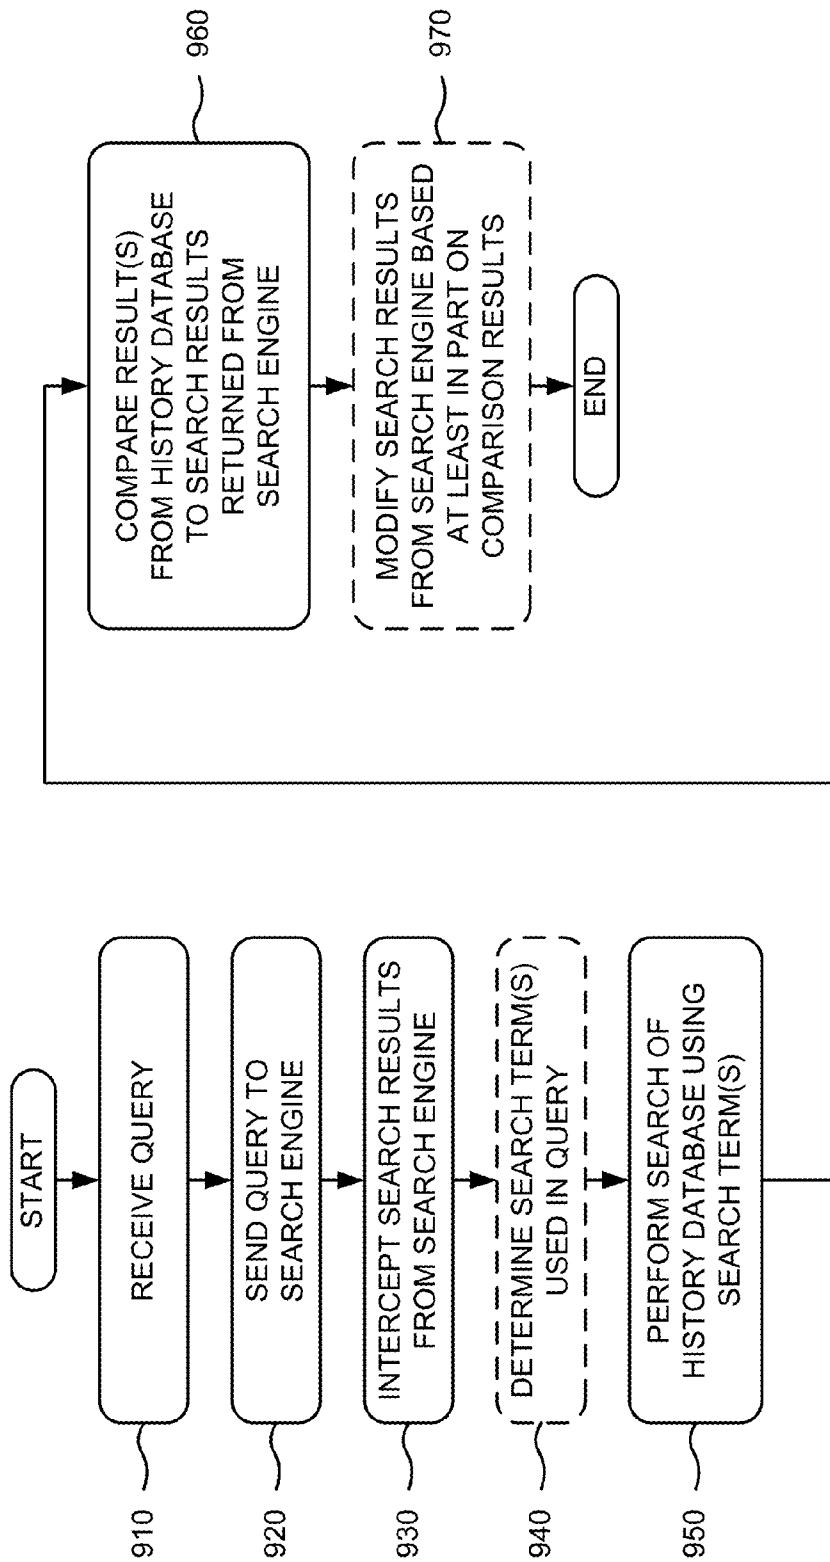 START
RECEIVE QUERY
910
SEND QUERY TO
SEARCH ENGINE
920
INTERCEPT SEARCH RESULTS
FROM SEARCH ENGINE
930
DETERMINE SEARCH TERM(S)
USED IN QUERY
940
PERFORM SEARCH OF
HISTORY DATABASE USING
SEARCH TERM(S)
950
COMPARE RESULT(S)
FROM HISTORY DATABASE
TO SEARCH RESULTS
RETURNED FROM
SEARCH ENGINE
960
MODIFY SEARCH RESULTS
FROM SEARCH ENGINE BASED
AT LEAST IN PART ON
COMPARISON RESULTS
970
END